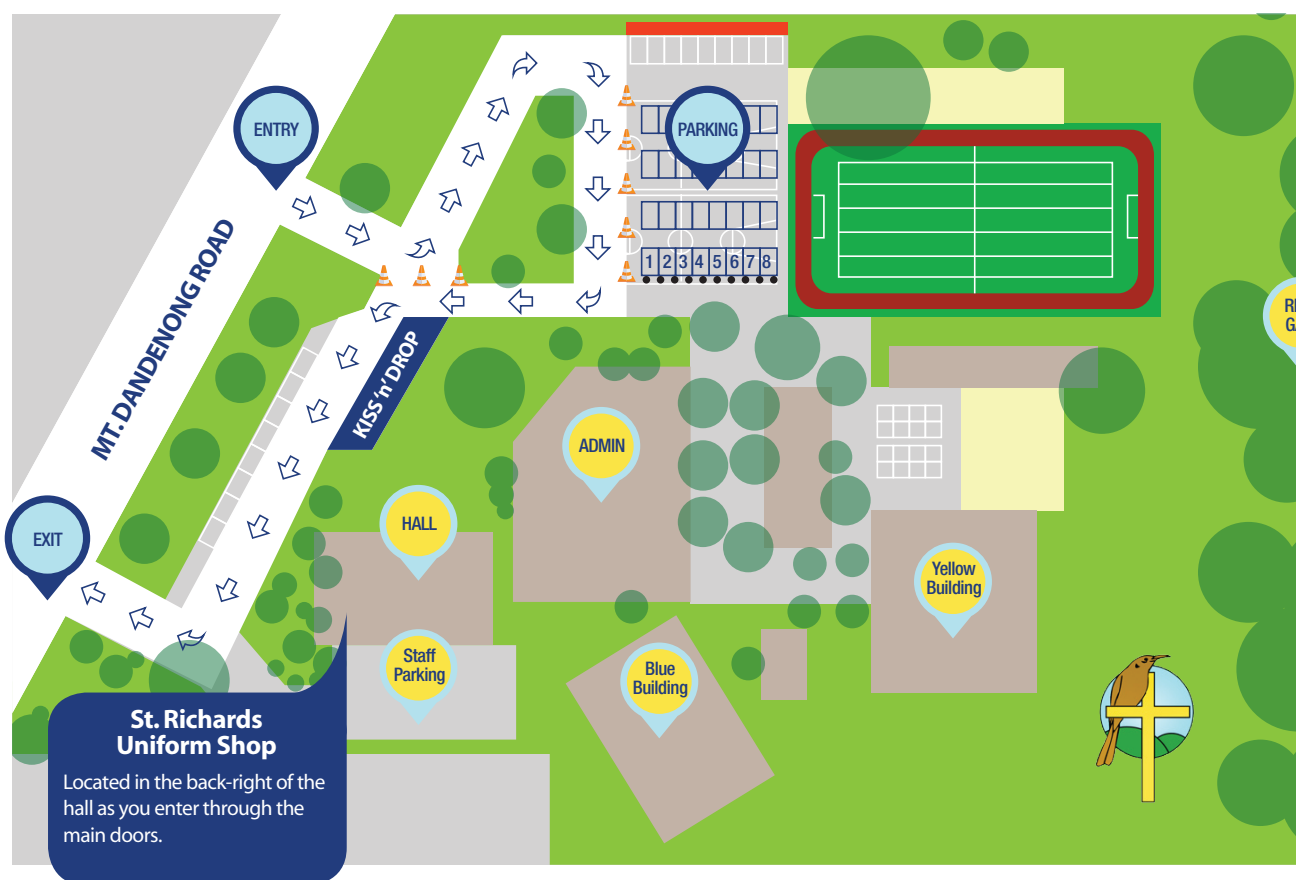 ENTRY
PARKING
1 2 3 4 5 6 7 8
MT. DANDENONG ROAD
KISS 'n' DROP
ADMIN
HALL
EXIT
Yellow
Building
Staff
Parking
Blue
Building
St. Richards
Uniform Shop
Located in the back-right of the
hall as you enter through the
main doors.